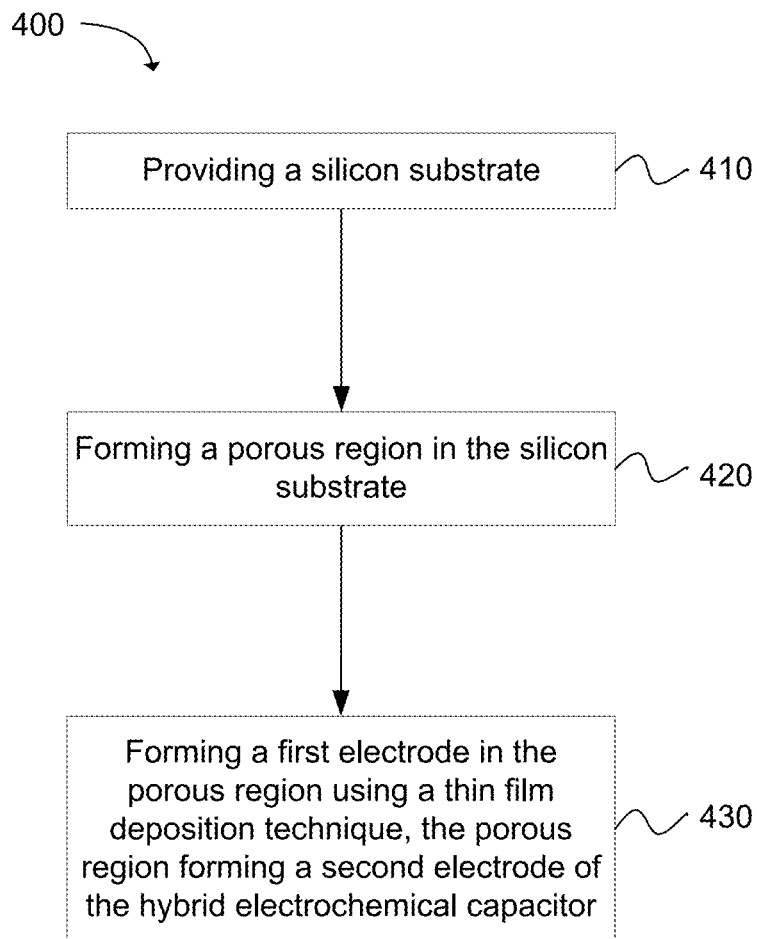 400
Providing a silicon substrate
410
Forming a porous region in the silicon
substrate
420
Forming a first electrode in the
porous region using a thin film
deposition technique, the porous
region forming a second electrode of
the hybrid electrochemical capacitor
430